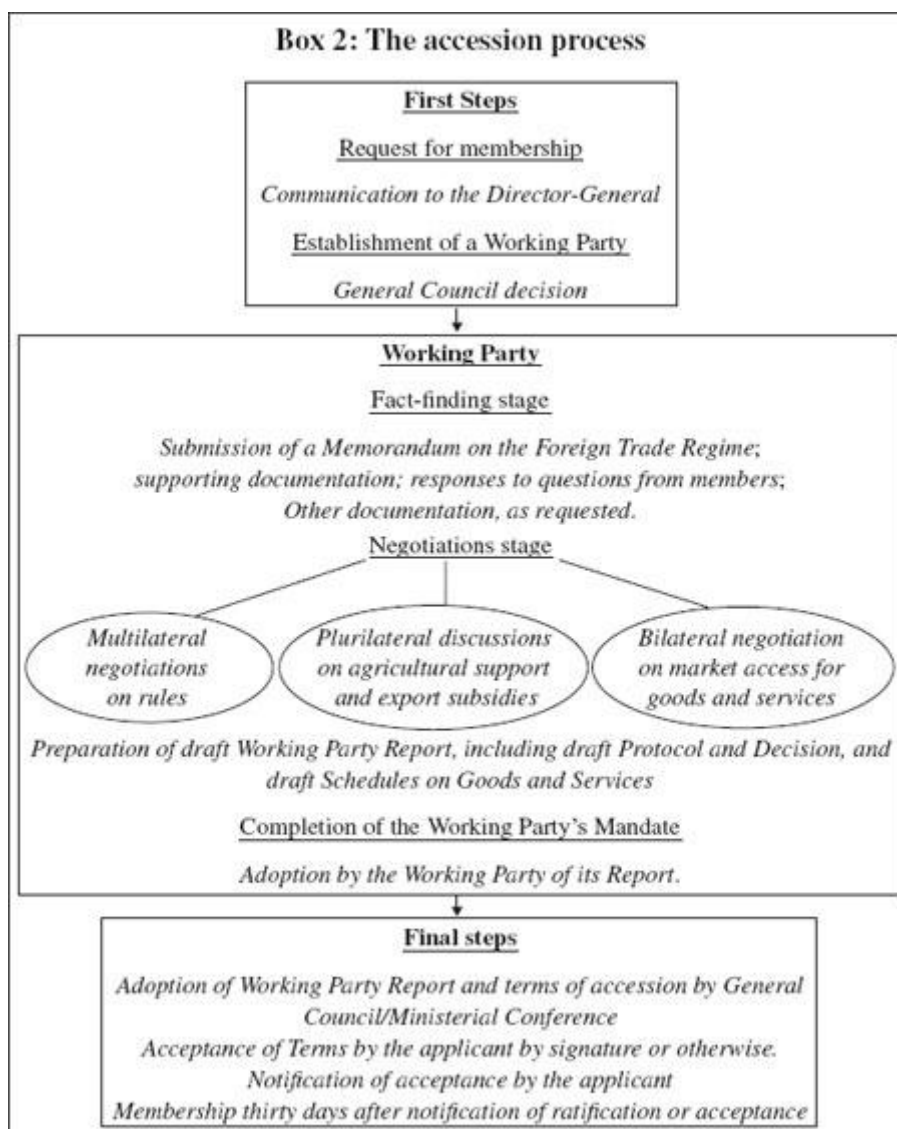 Box 2: The accession process
First Steps
Request for membership
Communication to the Director-General
Establishment of a Working Party
General Council decision
Working Party
Fact-finding stage
Submission of a Memorandum on the Foreign Trade Regime;
supporting documentation; responses to questions from members;
Other documentation, as requested.
Negotiations stage
Multilateral
negotiations
on rules
Plurilateral discussions
on agricultural support
and export subsidies
Bilateral negotiation
on market access for
goods and services
Preparation of draft Working Party Report, including draft Protocol and Decision, and
draft Schedules on Goods and Services
Completion of the Working Party's Mandate
Adoption by the Working Party of its Report.
Final steps
Adoption of Working Party Report and terms of accession by General
Council/Ministerial Conference
Acceptance of Terms by the applicant by signature or otherwise.
Notification of acceptance by the applicant
Membership thirty days after notification of ratification or acceptance